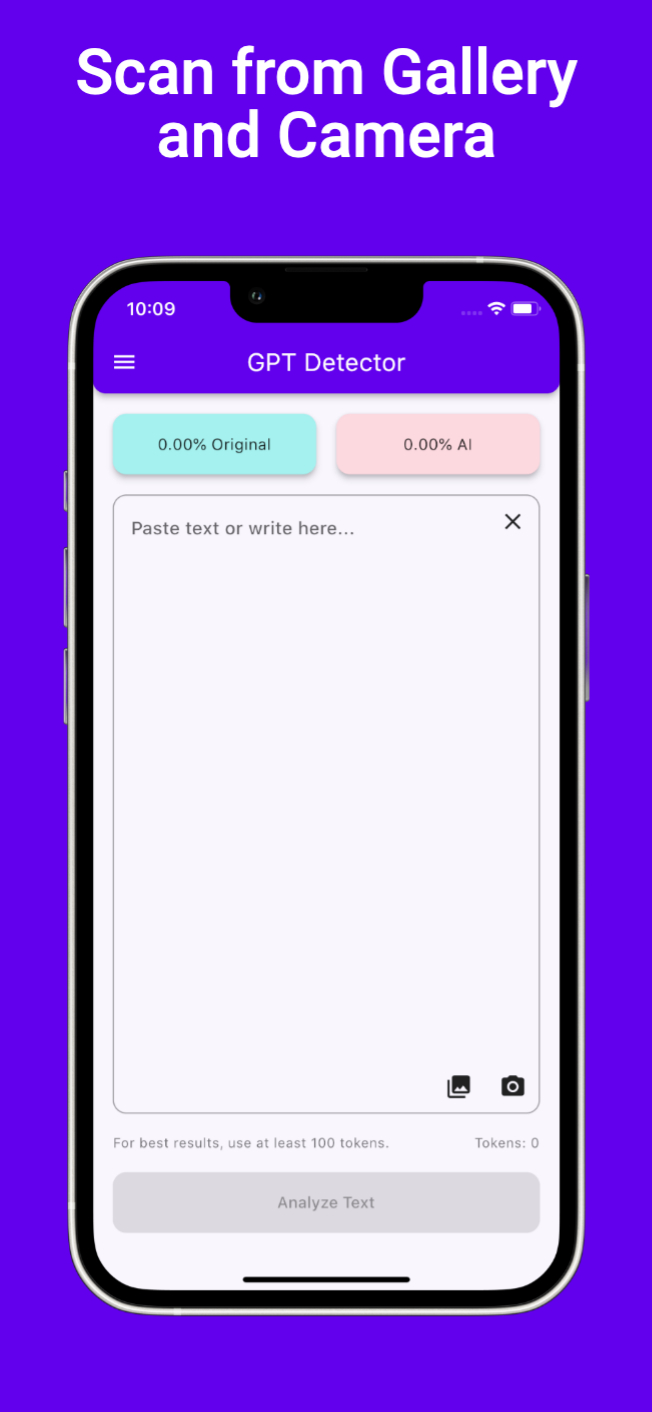 Scan from Gallery
and Camera
10:09
GPT Detector
0.00% Original
0.00% AI
Paste text or write here...
For best results, use at least 100 tokens.
Tokens: 0
Analyze Text